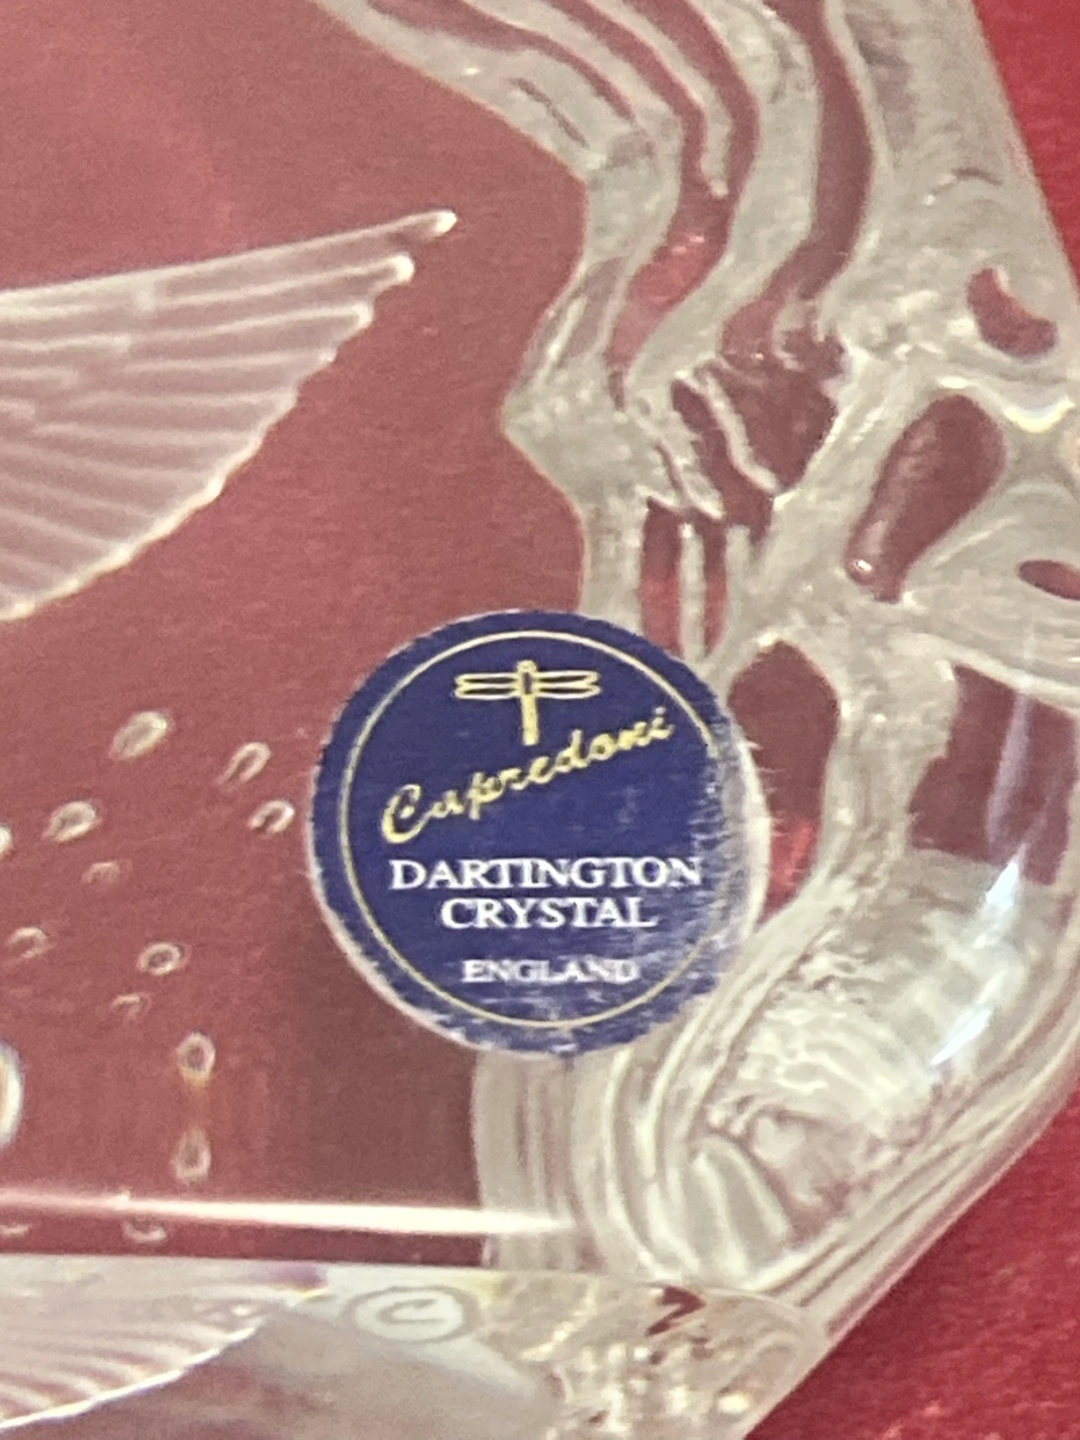 Capredoni
DARTINGTON
CRYSTAL
ENGLAND
©